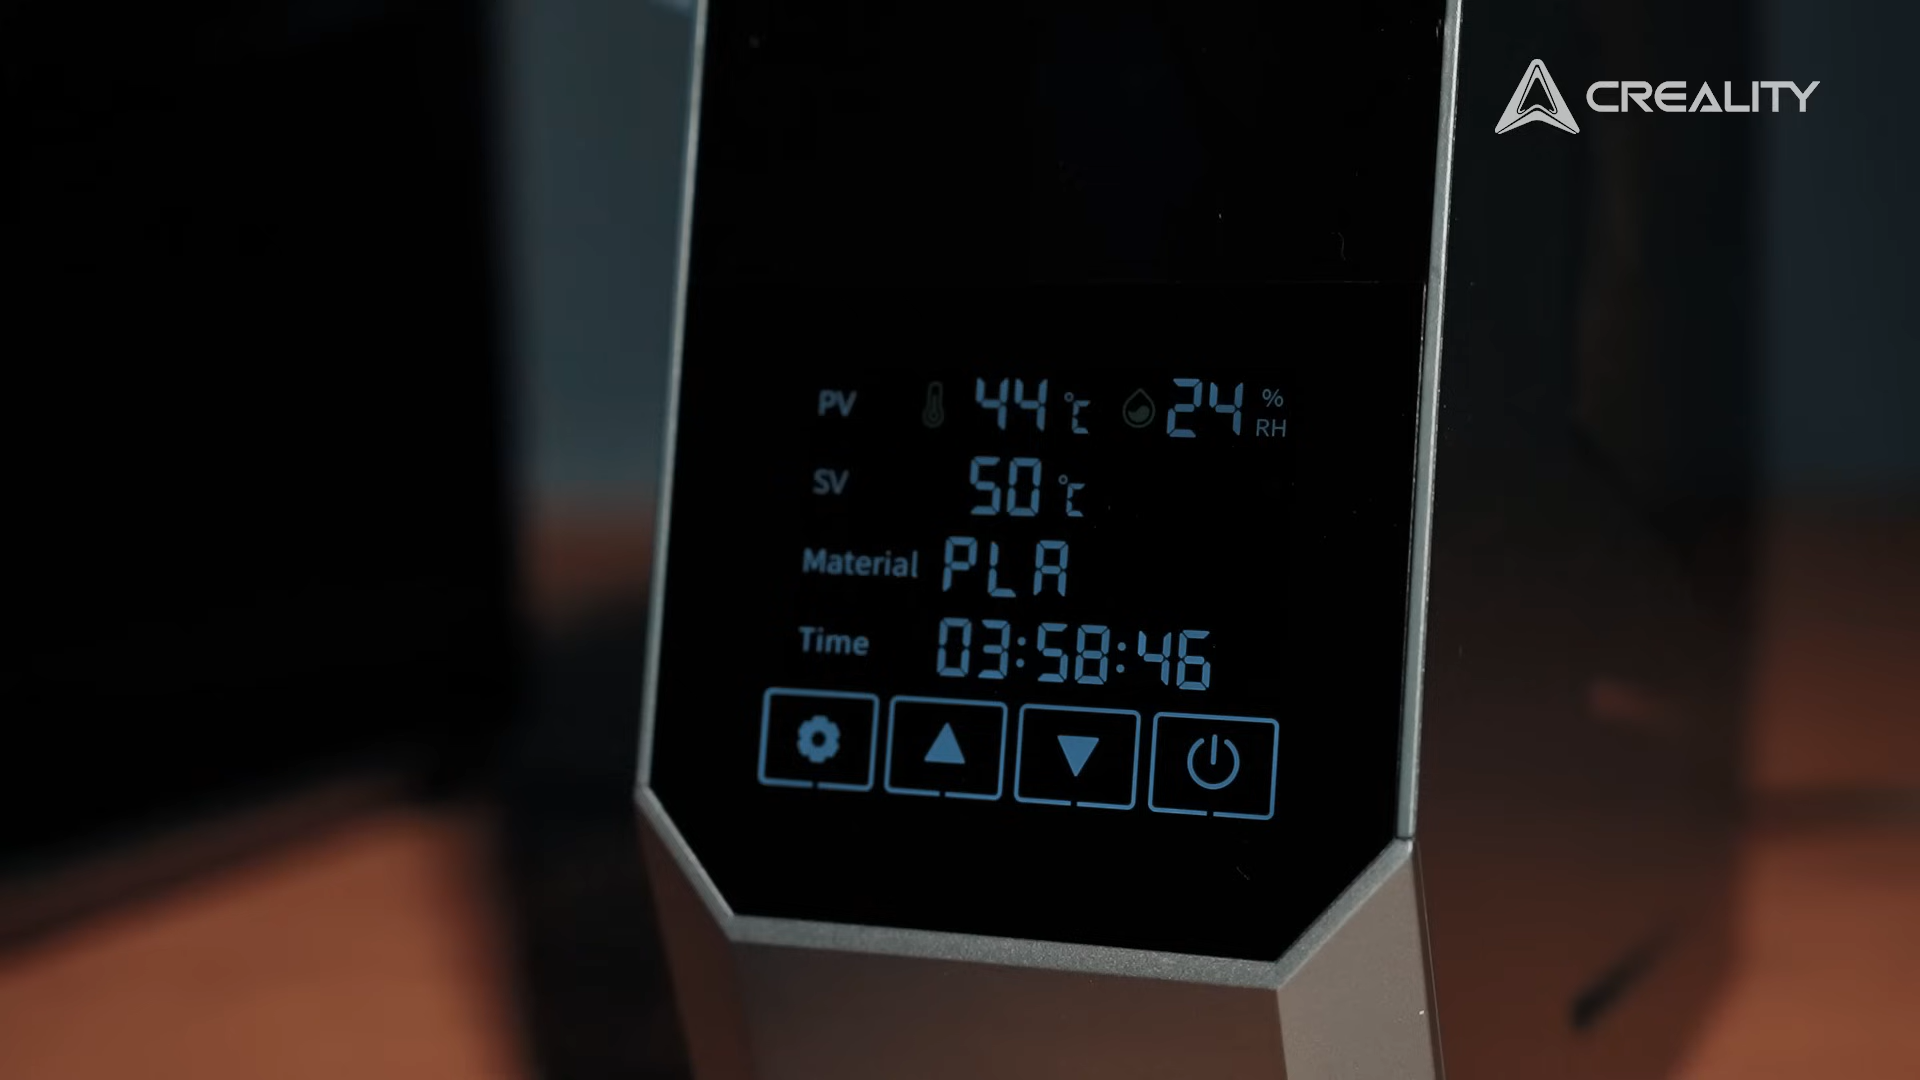 CREALITY
PV 44 °C 24 % RH
SV 50 °C
Material PLA
Time 03:58:46